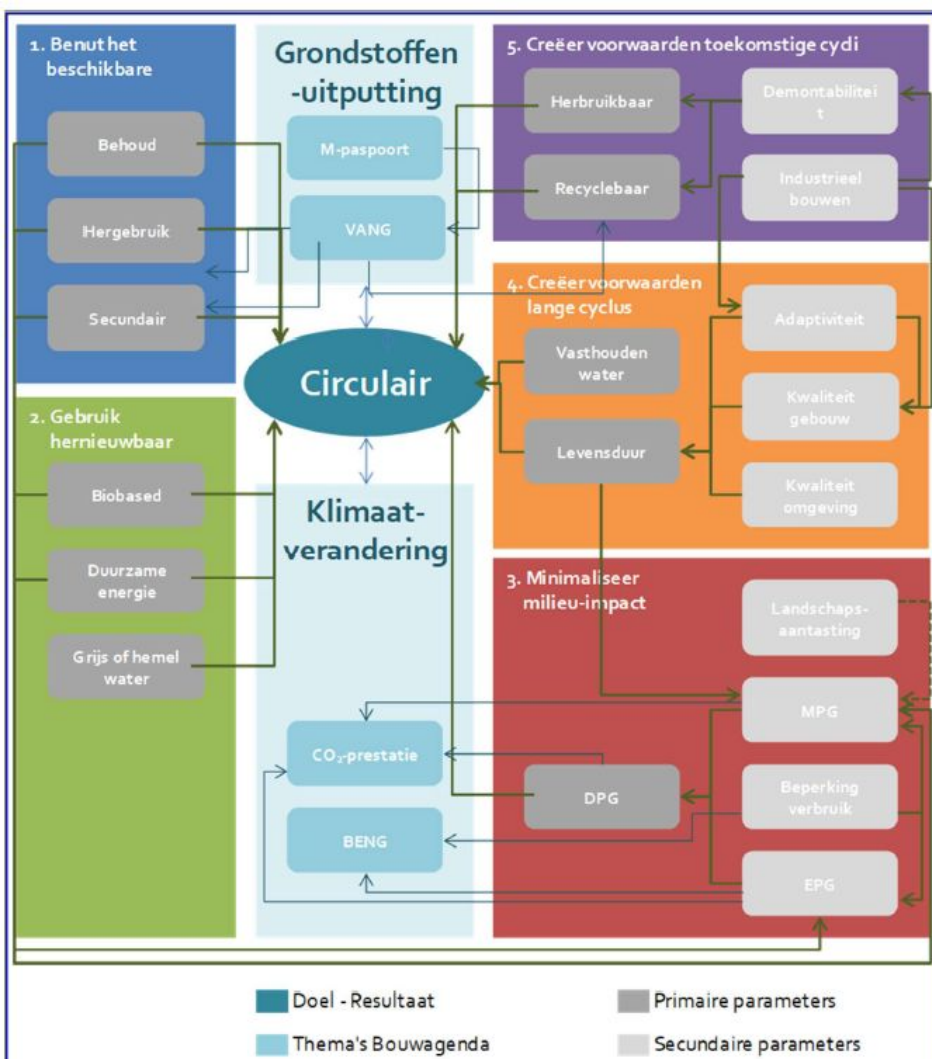 1. Benut het
beschikbare
Behoud
Hergebruik
Secundair
Grondstoffen
-uitputting
M-paspoort
VANG
5. Creëer voorwaarden toekomstige cycli
Herbruikbaar
Demontabilitei
t
Recyclebaar
Industrieel
bouwen
Circulair
4. Creëer voorwaarden
lange cyclus
Vasthouden
water
Adaptiviteit
Levensduur
Kwaliteit
gebouw
Kwaliteit
omgeving
2. Gebruik
hernieuwbaar
Biobased
Duurzame
energie
Grijs of hemel
water
Klimaat-
verandering
CO₂-prestatie
BENG
3. Minimaliseer
milieu-impact
Landschaps-
aantasting
MPG
DPG
Beperking
verbruik
EPG
Doel - Resultaat
Primaire parameters
Thema's Bouwagenda
Secundaire parameters